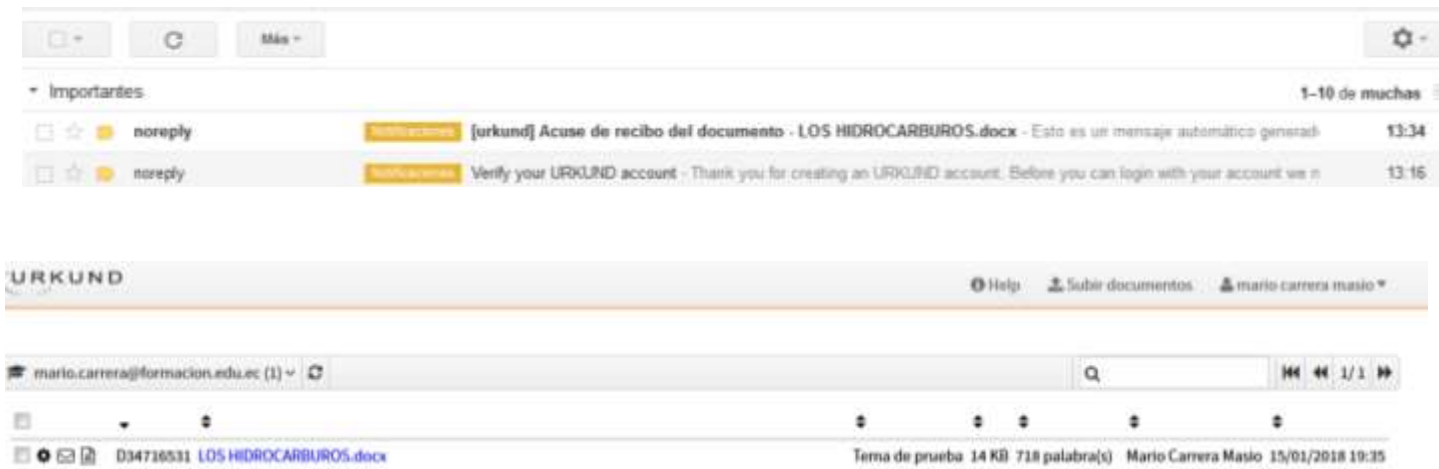 Más
Importantes 1–10 de muchas
noreply Notificaciones [urkund] Acuse de recibo del documento - LOS HIDROCARBUROS.docx - Esto es un mensaje automático generad 13:34
noreply Notificaciones Verify your URKUND account - Thank you for creating an URKUND account. Before you can login with your account we n 13:16
URKUND Help Subir documentos mario carrera masio
mario.carrera@formacion.edu.ec (1) 1/1
D34716531 LOS HIDROCARBUROS.docx Tema de prueba 14 KB 718 palabra(s) Mario Carrera Masio 15/01/2018 19:35